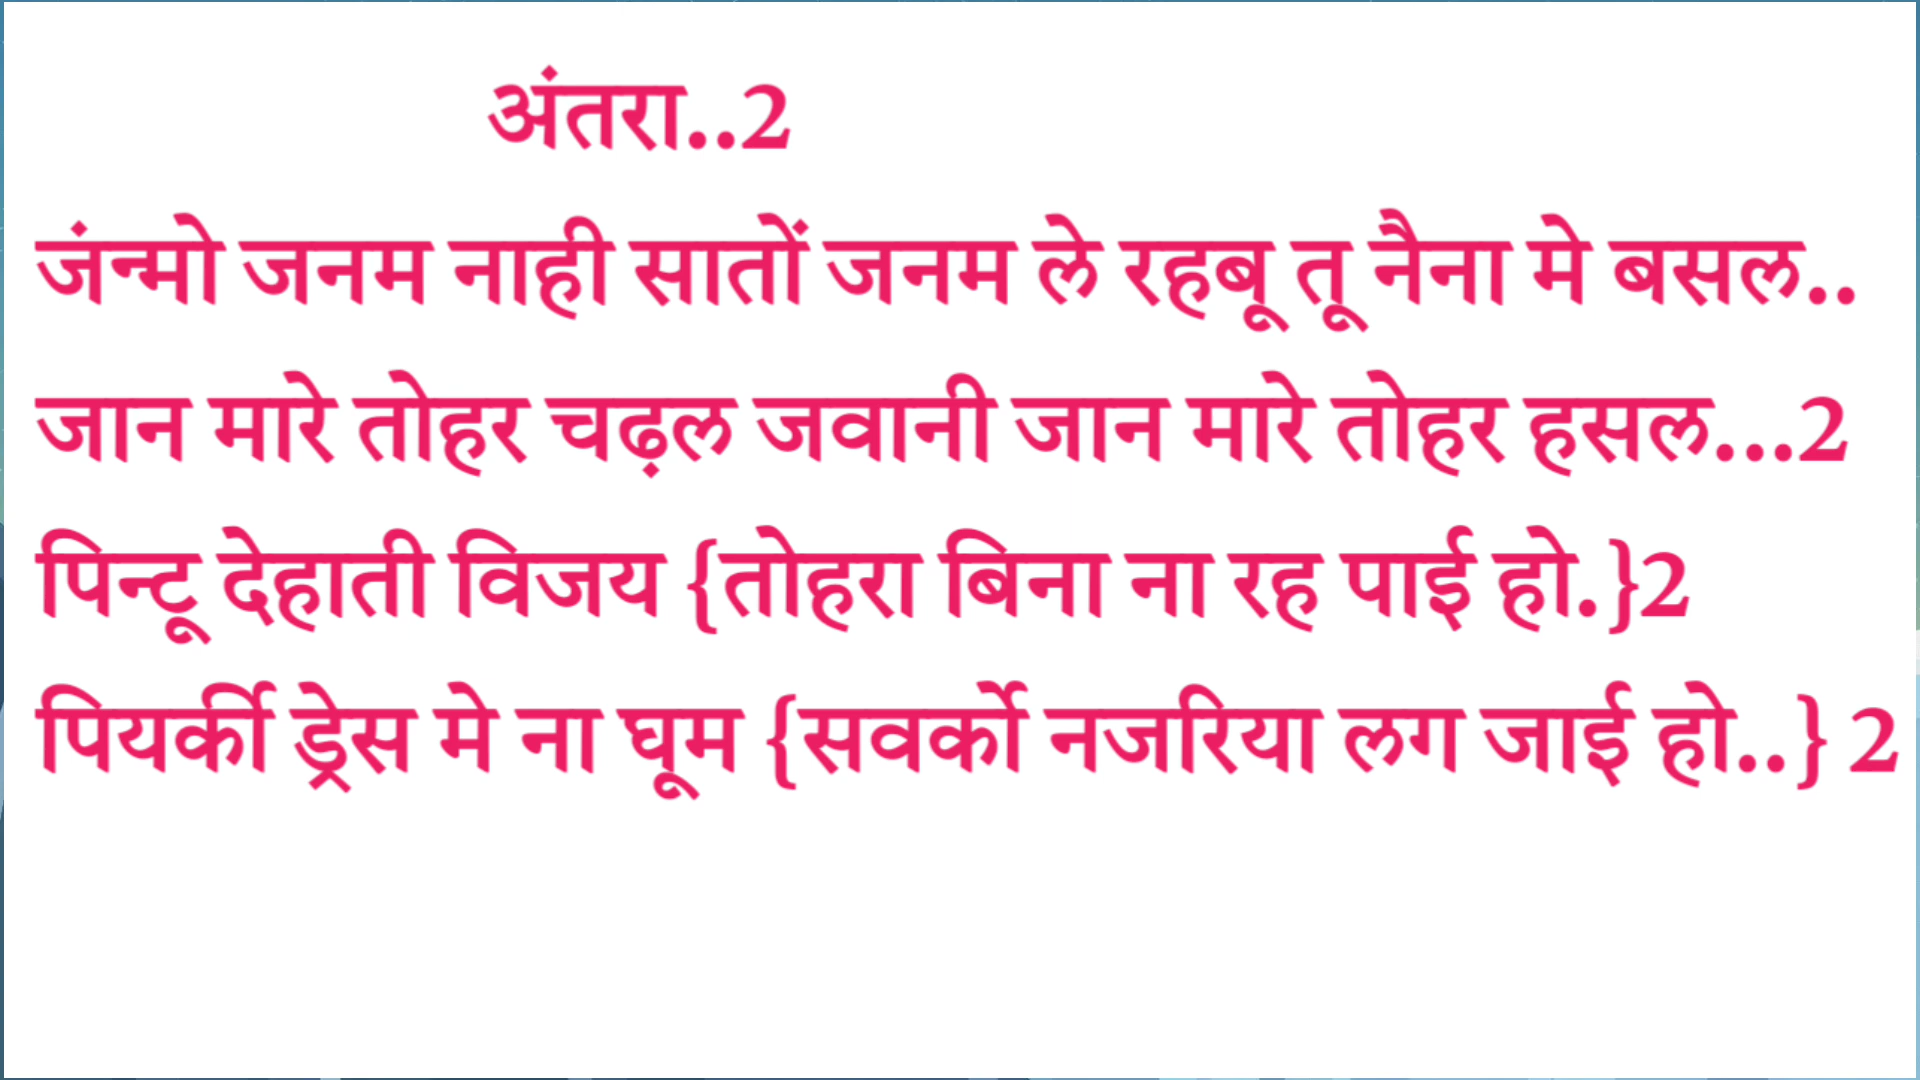 अंतरा..2
जंन्मो जनम नाही सातों जनम ले रहबू तू नैना मे बसल..
जान मारे तोहर चढ़ल जवानी जान मारे तोहर हसल...2
पिन्टू देहाती विजय {तोहरा बिना ना रह पाई हो.}2
पियर्की ड्रेस मे ना घूम {सवर्को नजरिया लग जाई हो..} 2